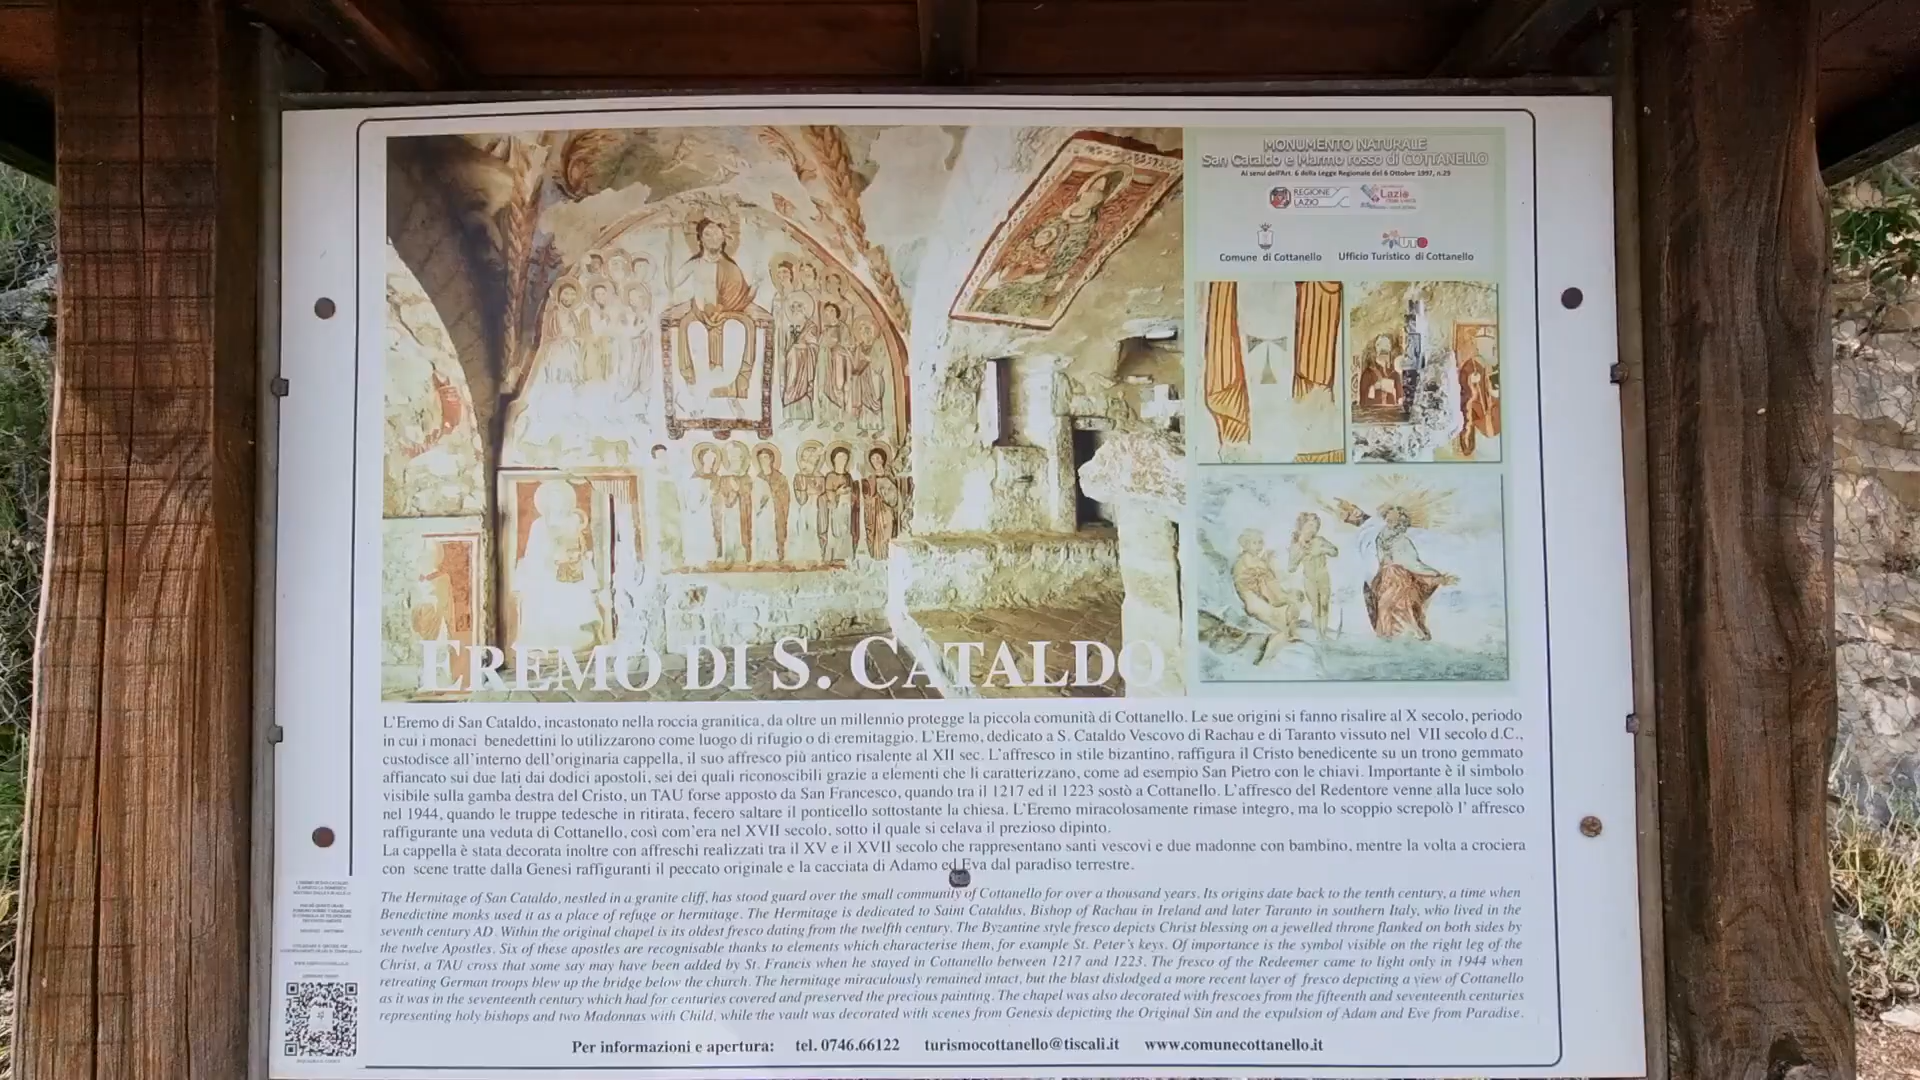 MONUMENTO NATURALE
San Cataldo e Marmo rosso di COTTANELLO
Ai sensi dell'Art. 6 della Legge Regionale del 6 Ottobre 1997, n.29
REGIONE
LAZIO
Lazio
Comune di Cottanello
UTO
Ufficio Turistico di Cottanello
EREMO DI S. CATALDO
L'Eremo di San Cataldo, incastonato nella roccia granitica, da oltre un millennio protegge la piccola comunità di Cottanello. Le sue origini si fanno risalire al X secolo, periodo
in cui i monaci benedettini lo utilizzarono come luogo di rifugio o di eremitaggio. L'Eremo, dedicato a S. Cataldo Vescovo di Rachau e di Taranto vissuto nel VII secolo d.C.,
custodisce all'interno dell'originaria cappella, il suo affresco più antico risalente al XII sec. L'affresco in stile bizantino, raffigura il Cristo benedicente su un trono gemmato
affiancato sui due lati dai dodici apostoli, sei dei quali riconoscibili grazie a elementi che li caratterizzano, come ad esempio San Pietro con le chiavi. Importante è il simbolo
visibile sulla gamba destra del Cristo, un TAU forse apposto da San Francesco, quando tra il 1217 ed il 1223 sostò a Cottanello. L'affresco del Redentore venne alla luce solo
nel 1944, quando le truppe tedesche in ritirata, fecero saltare il ponticello sottostante la chiesa. L'Eremo miracolosamente rimase integro, ma lo scoppio screpolò l' affresco
raffigurante una veduta di Cottanello, così com'era nel XVII secolo, sotto il quale si celava il prezioso dipinto.
La cappella è stata decorata inoltre con affreschi realizzati tra il XV e il XVII secolo che rappresentano santi vescovi e due madonne con bambino, mentre la volta a crociera
con scene tratte dalla Genesi raffiguranti il peccato originale e la cacciata di Adamo ed Eva dal paradiso terrestre.
The Hermitage of San Cataldo, nestled in a granite cliff, has stood guard over the small community of Cottanello for over a thousand years. Its origins date back to the tenth century, a time when
Benedictine monks used it as a place of refuge or hermitage. The Hermitage is dedicated to Saint Cataldus, Bishop of Rachau in Ireland and later Taranto in southern Italy, who lived in the
seventh century AD. Within the original chapel is its oldest fresco dating from the twelfth century. The Byzantine style fresco depicts Christ blessing on a jewelled throne flanked on both sides by
the twelve Apostles. Six of these apostles are recognisable thanks to elements which characterise them, for example St. Peter's keys. Of importance is the symbol visible on the right leg of the
Christ, a TAU cross that some say may have been added by St. Francis when he stayed in Cottanello between 1217 and 1223. The fresco of the Redeemer came to light only in 1944 when
retreating German troops blew up the bridge below the church. The hermitage miraculously remained intact, but the blast dislodged a more recent layer of fresco depicting a view of Cottanello
as it was in the seventeenth century which had for centuries covered and preserved the precious painting. The chapel was also decorated with frescoes from the fifteenth and seventeenth centuries
representing holy bishops and two Madonnas with Child, while the vault was decorated with scenes from Genesis depicting the Original Sin and the expulsion of Adam and Eve from Paradise.
Per informazioni e apertura: tel. 0746.66122 turismocottanello@tiscali.it www.comunecottanello.it